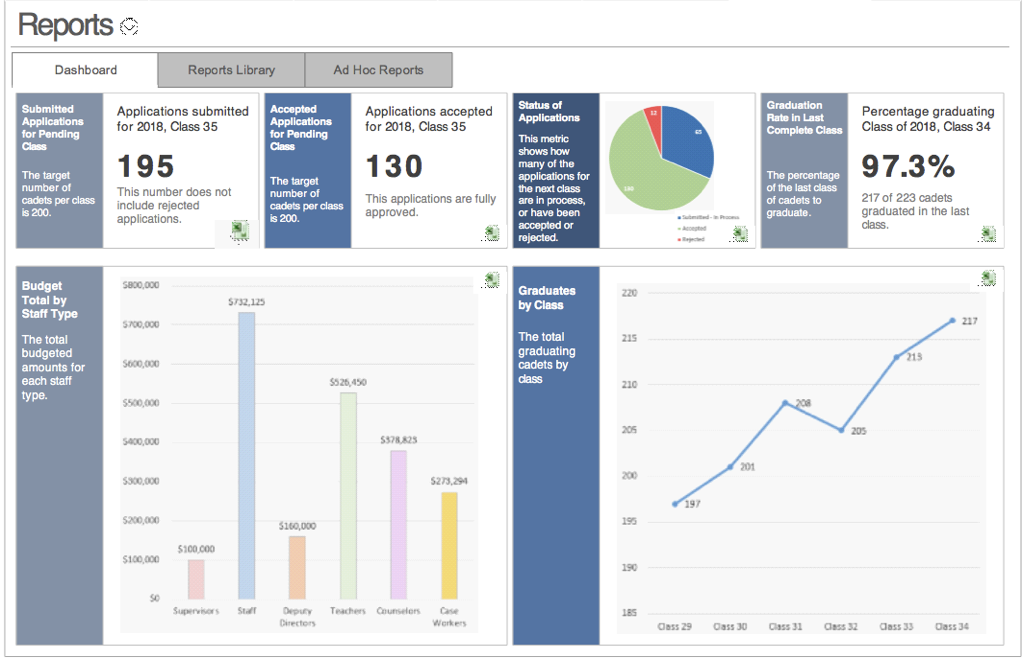 Reports
Dashboard
Reports Library
Ad Hoc Reports
Submitted
Applications
for Pending
Class
The target
number of
cadets per class
is 200.
Applications submitted
for 2018, Class 35
195
This number does not
include rejected
applications.
Accepted
Applications
for Pending
Class
The target
number of
cadets per class
is 200.
Applications accepted
for 2018, Class 35
130
This applications are fully
approved.
Status of
Applications
This metric
shows how
many of the
applications for
the next class
are in process,
or have been
accepted or
rejected.
12
65
Submitted - In Process
Accepted
Rejected
Graduation
Rate in Last
Complete Class
The percentage
of the last class
of cadets to
graduate.
Percentage graduating
Class of 2018, Class 34
97.3%
217 of 223 cadets
graduated in the last
class.
Budget
Total by
Staff Type
The total
budgeted
amounts for
each staff
type.
$800,000
$700,000
$600,000
$500,000
$400,000
$300,000
$200,000
$100,000
$0
$100,000
$732,125
$160,000
$526,450
$378,823
$273,294
Supervisors
Staff
Deputy
Directors
Teachers
Counselors
Case
Workers
Graduates
by Class
The total
graduating
cadets by
class
220
215
210
205
200
195
190
185
197
201
208
205
213
217
Class 29
Class 30
Class 31
Class 32
Class 33
Class 34